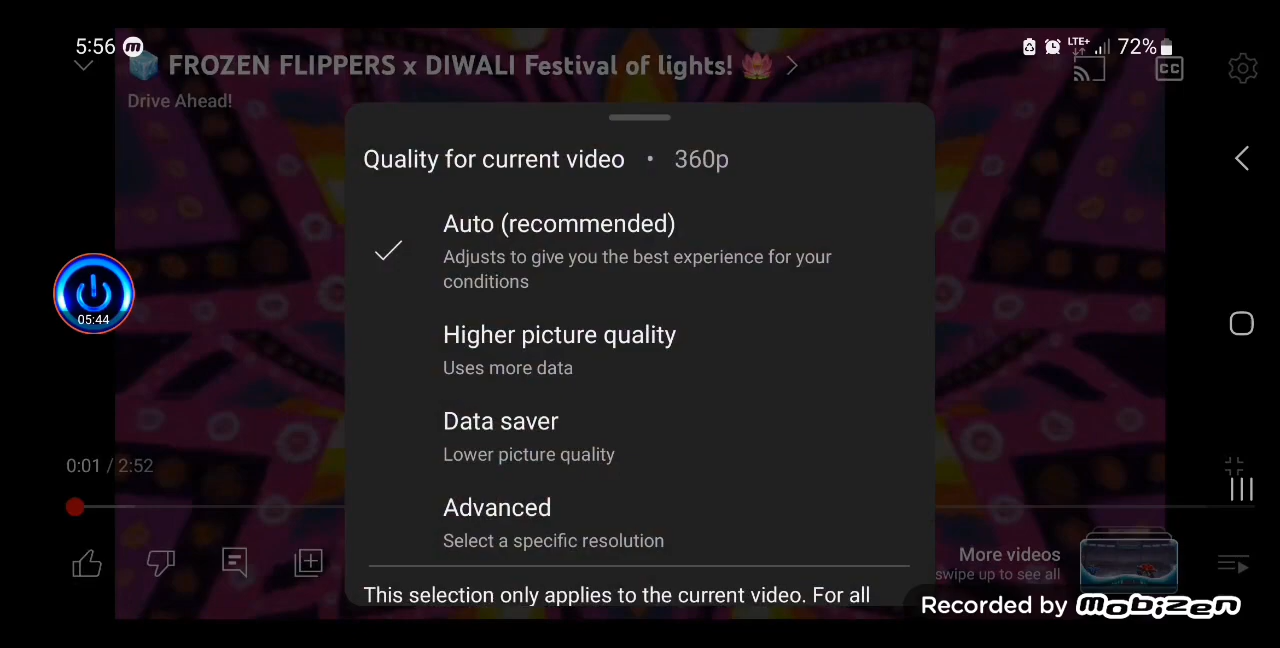 5:56
LTE+
72%
FROZEN FLIPPERS x DIWALI Festival of lights!
CC
Drive Ahead!
Quality for current video • 360p
Auto (recommended)
Adjusts to give you the best experience for your
conditions
05:44
Higher picture quality
Uses more data
Data saver
Lower picture quality
0:01 / 2:52
Advanced
Select a specific resolution
More videos
swipe up to see all
This selection only applies to the current video. For all
Recorded by mobizen